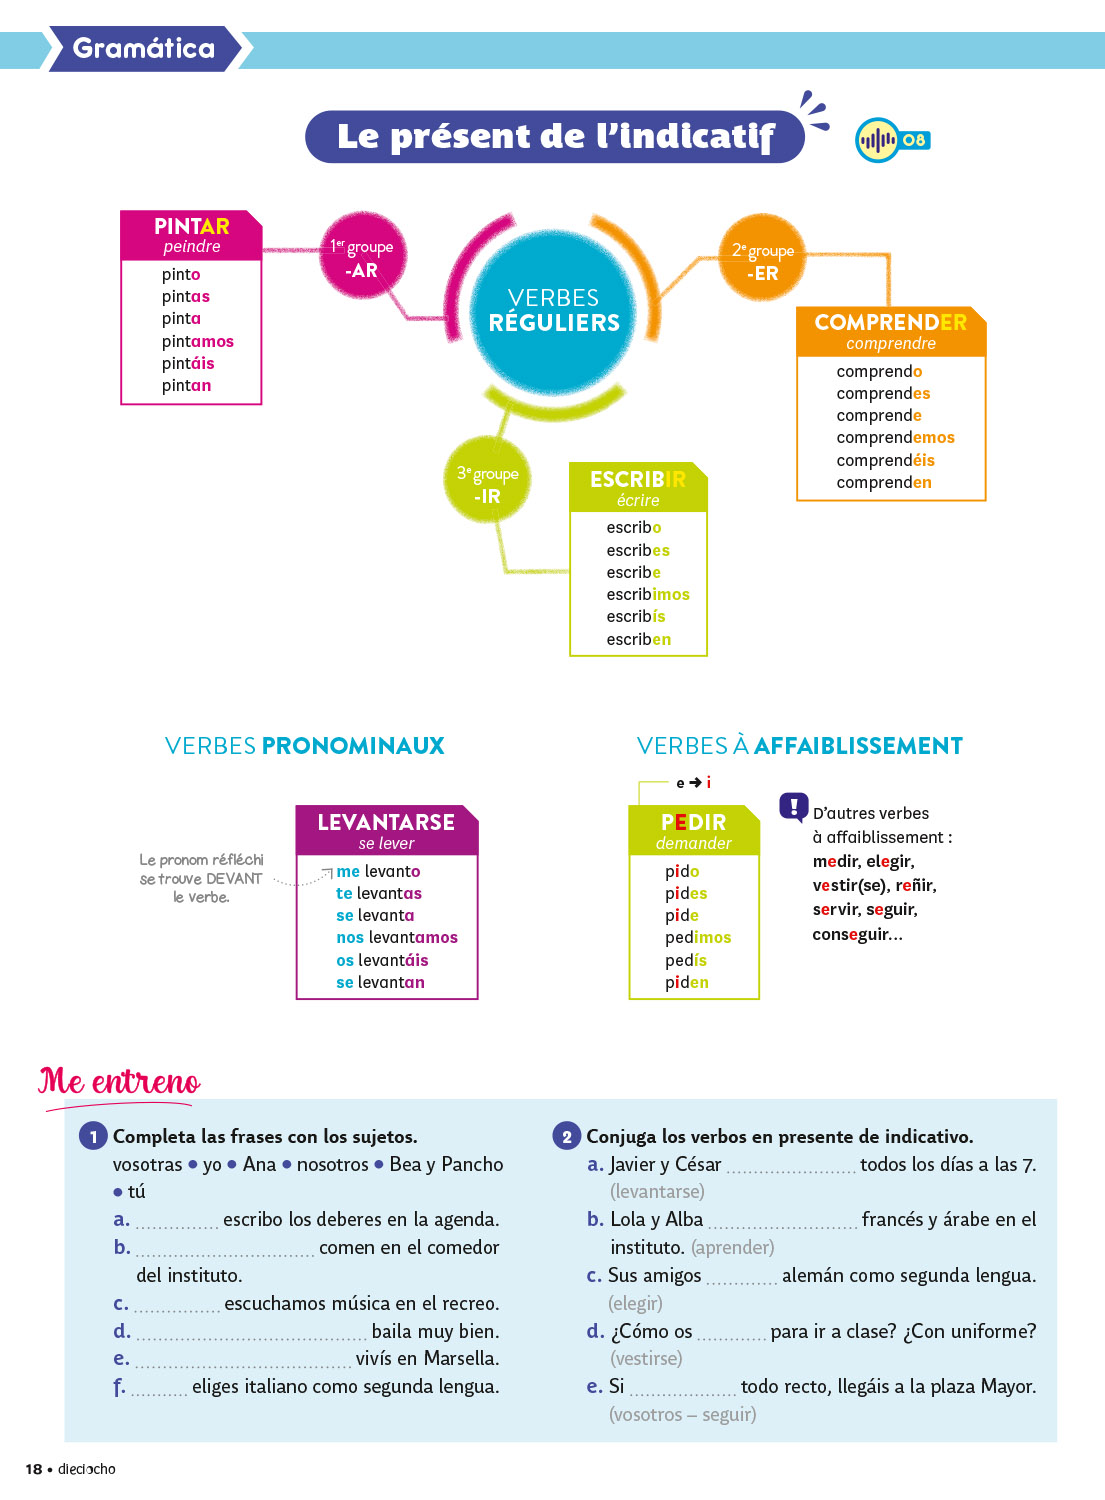 Gramática
Le présent de l'indicatif
08
PINTAR
peindre
pinto
pintas
pinta
pintamos
pintáis
pintan
1er groupe
-AR
VERBES
RÉGULIERS
2e groupe
-ER
COMPRENDER
comprendre
comprendo
comprendes
comprende
comprendemos
comprendéis
comprenden
3e groupe
-IR
ESCRIBIR
écrire
escribo
escribes
escribe
escribimos
escribís
escriben
VERBES PRONOMINAUX
Le pronom réfléchi
se trouve DEVANT
le verbe.
LEVANTARSE
se lever
me levanto
te levantas
se levanta
nos levantamos
os levantáis
se levantan
VERBES À AFFAIBLISSEMENT
e → i
PEDIR
demander
pido
pides
pide
pedimos
pedís
piden
!
D'autres verbes
à affaiblissement :
medir, elegir,
vestir(se), reñir,
servir, seguir,
conseguir...
Me entreno
1 Completa las frases con los sujetos.
vosotras • yo • Ana • nosotros • Bea y Pancho
• tú
a. ............... escribo los deberes en la agenda.
b. ................................ comen en el comedor
del instituto.
c. ............... escuchamos música en el recreo.
d. ......................................... baila muy bien.
e. ....................................... vivís en Marsella.
f. .......... eliges italiano como segunda lengua.
2 Conjuga los verbos en presente de indicativo.
a. Javier y César ....................... todos los días a las 7.
(levantarse)
b. Lola y Alba ........................... francés y árabe en el
instituto. (aprender)
c. Sus amigos ............. alemán como segunda lengua.
(elegir)
d. ¿Cómo os ............. para ir a clase? ¿Con uniforme?
(vestirse)
e. Si ................... todo recto, llegáis a la plaza Mayor.
(vosotros – seguir)
18 • dieciocho